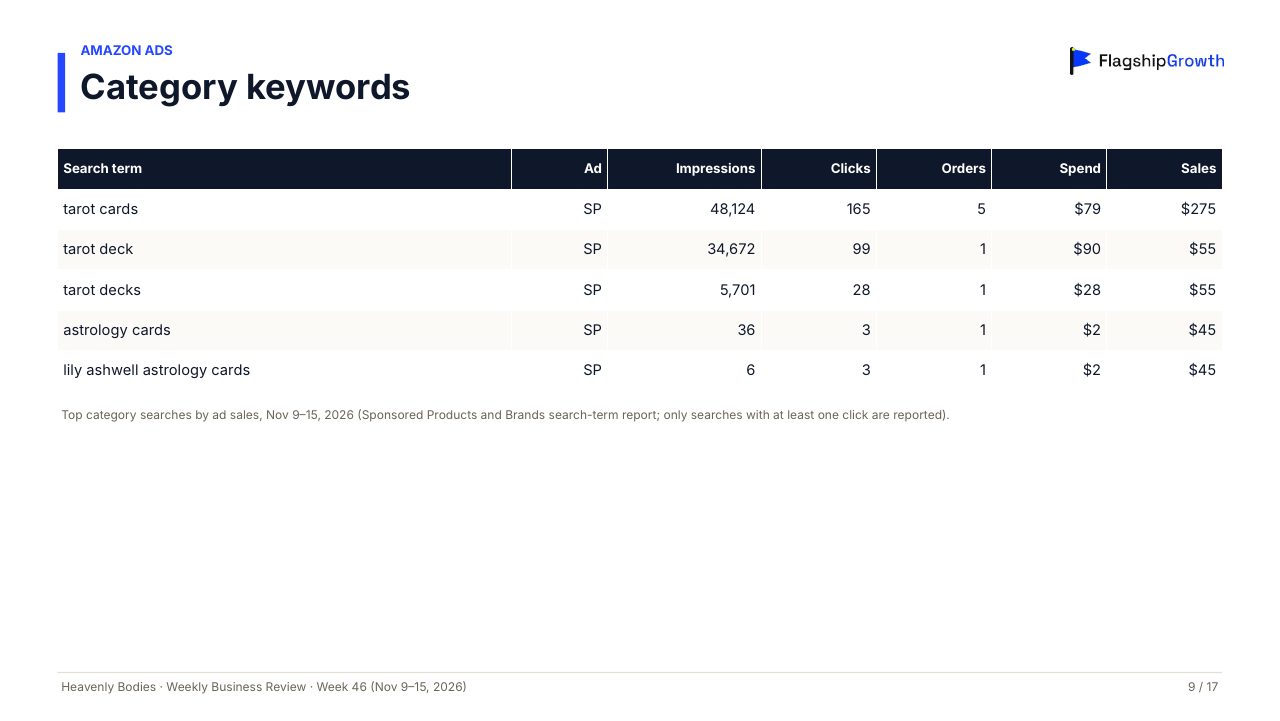 AMAZON ADS
Category keywords
FlagshipGrowth
Search term Ad Impressions Clicks Orders Spend Sales
tarot cards SP 48,124 165 5 $79 $275
tarot deck SP 34,672 99 1 $90 $55
tarot decks SP 5,701 28 1 $28 $55
astrology cards SP 36 3 1 $2 $45
lily ashwell astrology cards SP 6 3 1 $2 $45
Top category searches by ad sales, Nov 9–15, 2026 (Sponsored Products and Brands search-term report; only searches with at least one click are reported).
Heavenly Bodies · Weekly Business Review · Week 46 (Nov 9–15, 2026)
9 / 17